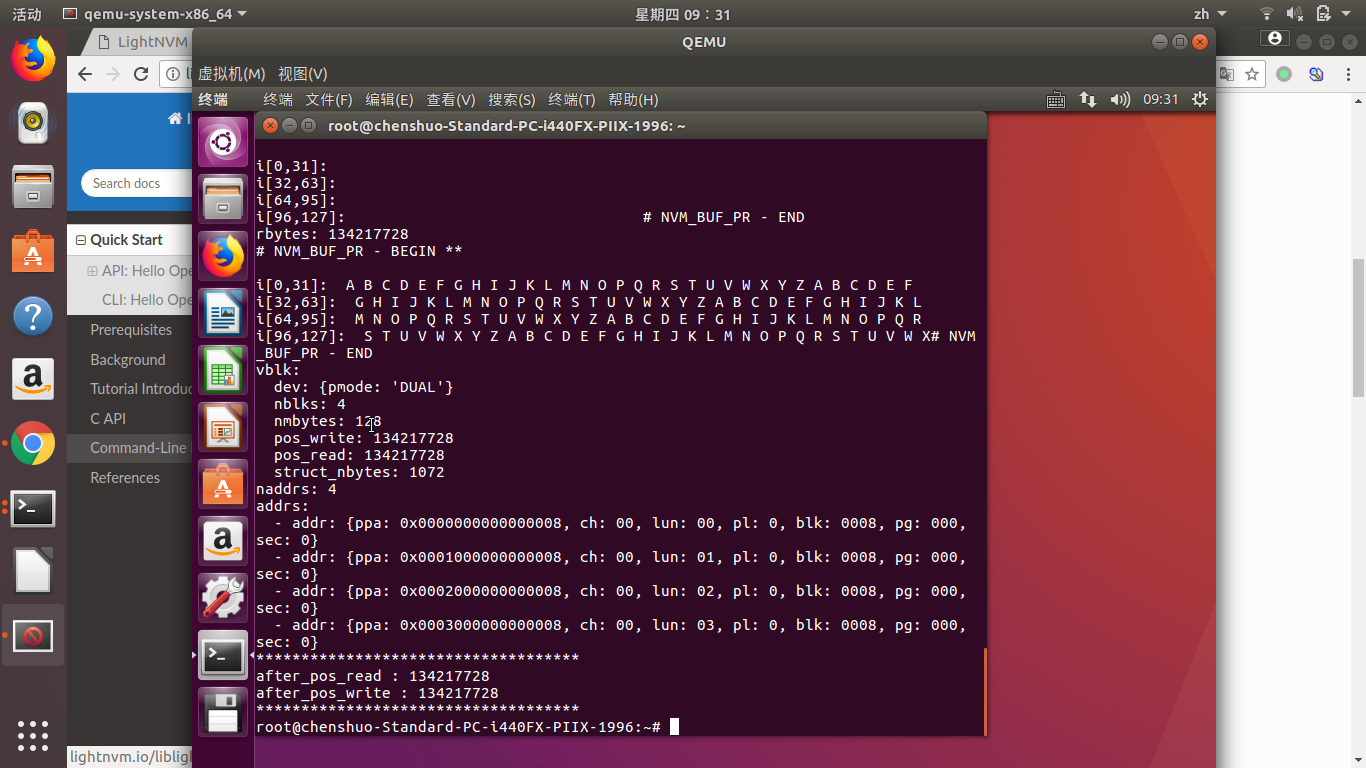 活动 qemu-system-x86_64 星期四 09：31 zh
LightNVM
QEMU
虚拟机(M) 视图(V)
终端 终端 文件(F) 编辑(E) 查看(V) 搜索(S) 终端(T) 帮助(H) 09:31
root@chenshuo-Standard-PC-i440FX-PIIX-1996: ~
Search docs
Quick Start
API: Hello Ope
CLI: Hello Ope
Prerequisites
Background
Tutorial Introduc
C API
Command-Line
References
lightnvm.io/liblig
i[0,31]:
i[32,63]:
i[64,95]:
i[96,127]: # NVM_BUF_PR - END
rbytes: 134217728
# NVM_BUF_PR - BEGIN **
i[0,31]: A B C D E F G H I J K L M N O P Q R S T U V W X Y Z A B C D E F
i[32,63]: G H I J K L M N O P Q R S T U V W X Y Z A B C D E F G H I J K L
i[64,95]: M N O P Q R S T U V W X Y Z A B C D E F G H I J K L M N O P Q R
i[96,127]: S T U V W X Y Z A B C D E F G H I J K L M N O P Q R S T U V W X# NVM
_BUF_PR - END
vblk:
dev: {pmode: 'DUAL'}
nblks: 4
nmbytes: 128
pos_write: 134217728
pos_read: 134217728
struct_nbytes: 1072
naddrs: 4
addrs:
- addr: {ppa: 0x0000000000000008, ch: 00, lun: 00, pl: 0, blk: 0008, pg: 000,
sec: 0}
- addr: {ppa: 0x0001000000000008, ch: 00, lun: 01, pl: 0, blk: 0008, pg: 000,
sec: 0}
- addr: {ppa: 0x0002000000000008, ch: 00, lun: 02, pl: 0, blk: 0008, pg: 000,
sec: 0}
- addr: {ppa: 0x0003000000000008, ch: 00, lun: 03, pl: 0, blk: 0008, pg: 000,
sec: 0}
************************************
after_pos_read : 134217728
after_pos_write : 134217728
************************************
root@chenshuo-Standard-PC-i440FX-PIIX-1996:~#